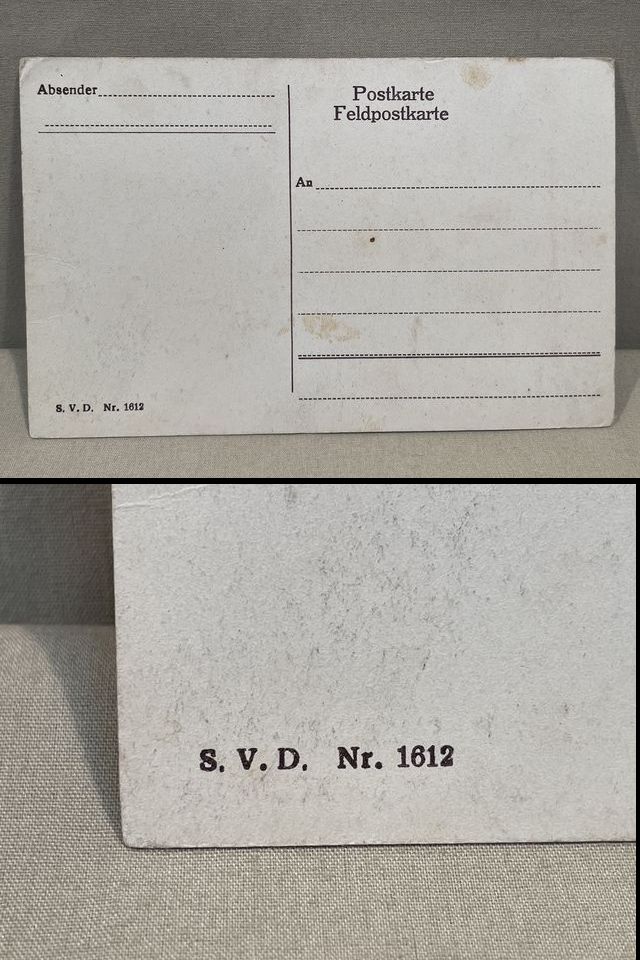 Absender
Postkarte
Feldpostkarte
An
S. V. D. Nr. 1612
S. V. D. Nr. 1612